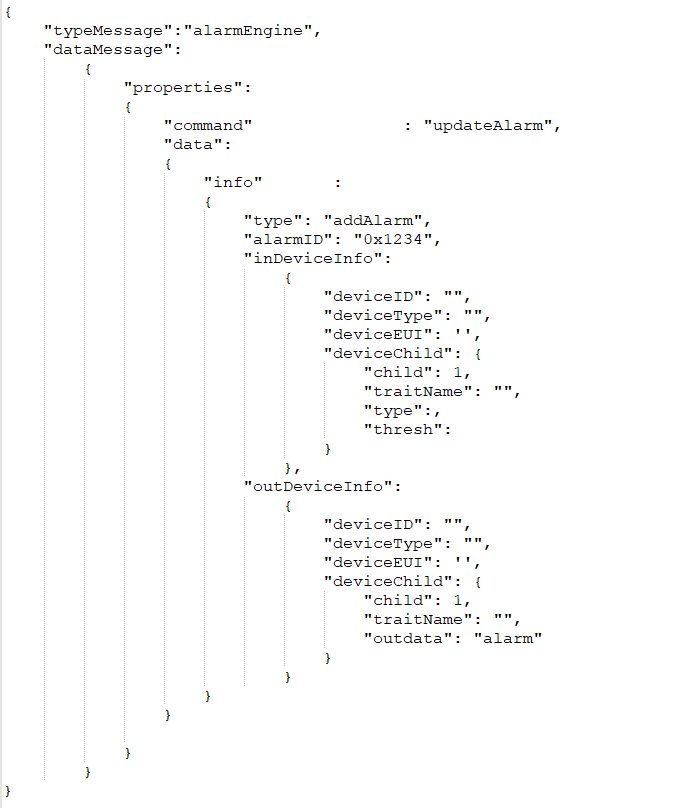 {
"typeMessage":"alarmEngine",
"dataMessage":
{
"properties":
{
"command" : "updateAlarm",
"data":
{
"info" :
{
"type": "addAlarm",
"alarmID": "0x1234",
"inDeviceInfo":
{
"deviceID": "",
"deviceType": "",
"deviceEUI": '',
"deviceChild": {
"child": 1,
"traitName": "",
"type":,
"thresh":
}
},
"outDeviceInfo":
{
"deviceID": "",
"deviceType": "",
"deviceEUI": '',
"deviceChild": {
"child": 1,
"traitName": "",
"outdata": "alarm"
}
}
}
}
}
}
}